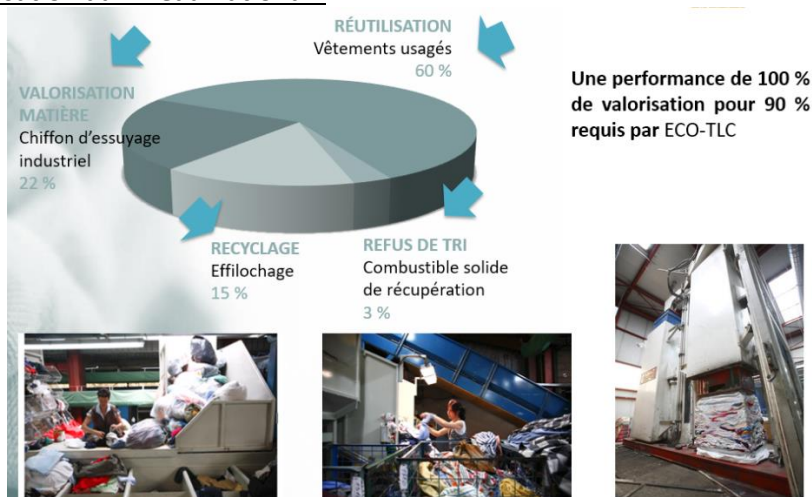 RÉUTILISATION
Vêtements usagés
60 %
VALORISATION
MATIÈRE
Chiffon d'essuyage
industriel
22 %
Une performance de 100 %
de valorisation pour 90 %
requis par ECO-TLC
RECYCLAGE
Effilochage
15 %
REFUS DE TRI
Combustible solide
de récupération
3 %